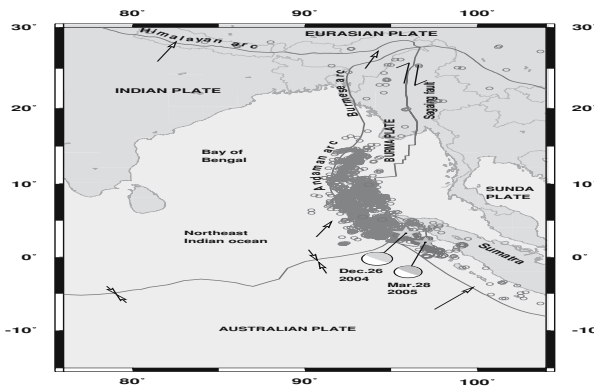 80˚ 90˚ 100˚
30˚ 30˚
Himalayan arc
EURASIAN PLATE
INDIAN PLATE
Burmese arc
Sagaing fault
20˚ 20˚
BURMA PLATE
Bay of
Bengal
Andaman arc
10˚ 10˚
SUNDA
PLATE
Northeast
Indian ocean
Sumatra
0˚ 0˚
Dec.26
2004
Mar.28
2005
-10˚ -10
AUSTRALIAN PLATE
80˚ 90˚ 100˚